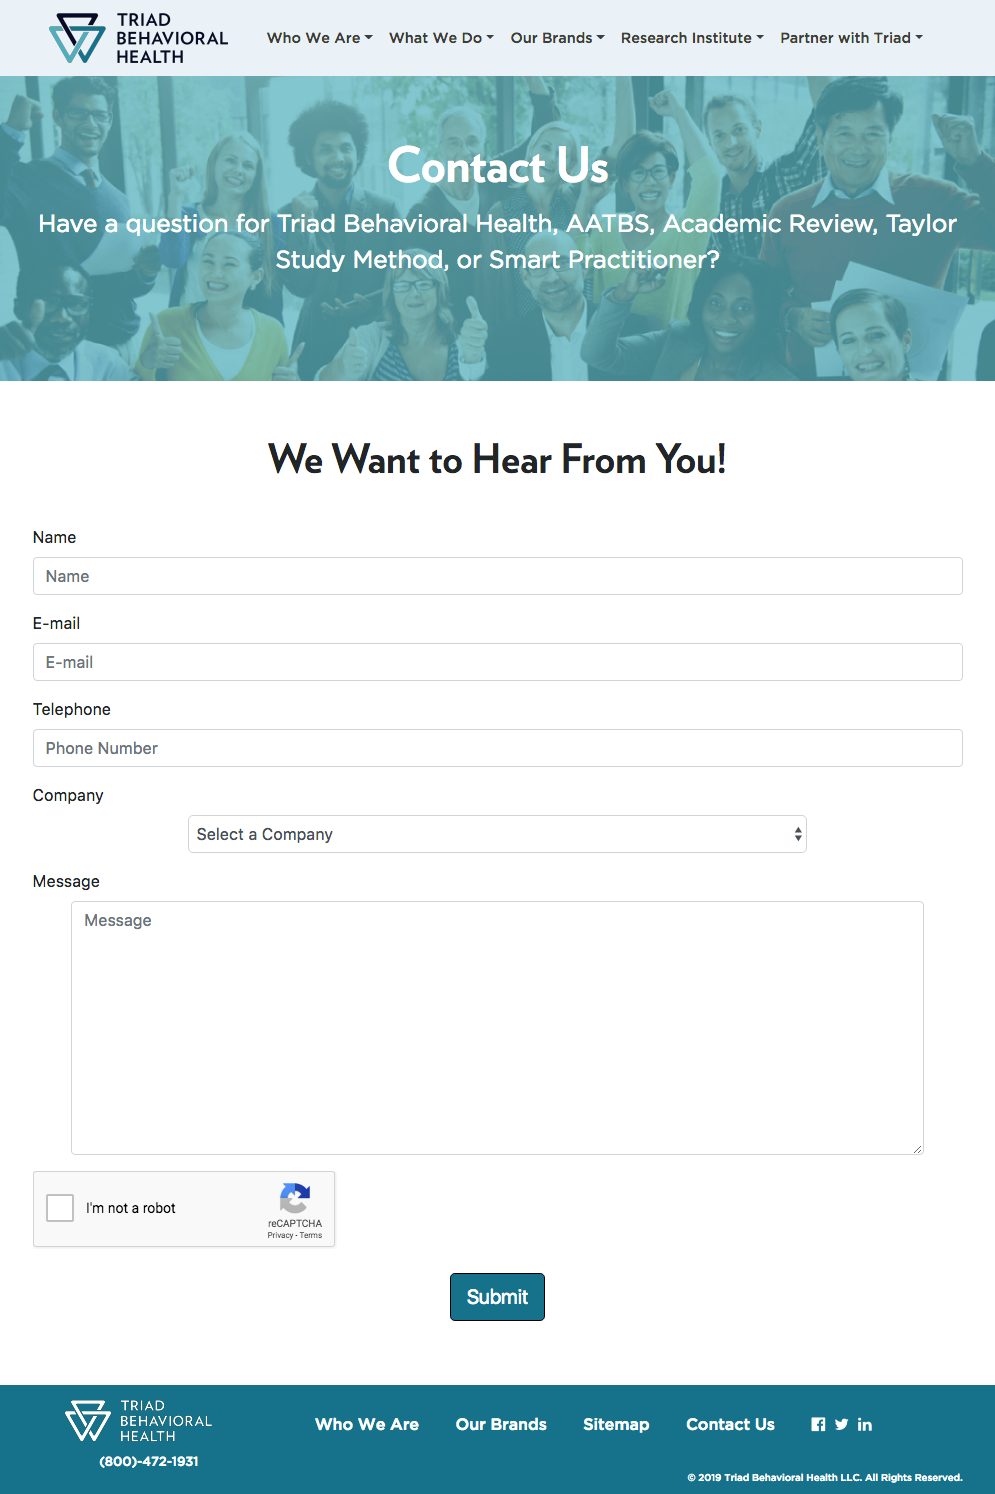 TRIAD
BEHAVIORAL
HEALTH
Who We Are What We Do Our Brands Research Institute Partner with Triad
Contact Us
Have a question for Triad Behavioral Health, AATBS, Academic Review, Taylor
Study Method, or Smart Practitioner?
We Want to Hear From You!
Name
Name
E-mail
E-mail
Telephone
Phone Number
Company
Select a Company
Message
Message
I'm not a robot
reCAPTCHA
Privacy - Terms
Submit
TRIAD
BEHAVIORAL
HEALTH
(800)-472-1931
Who We Are Our Brands Sitemap Contact Us
© 2019 Triad Behavioral Health LLC. All Rights Reserved.